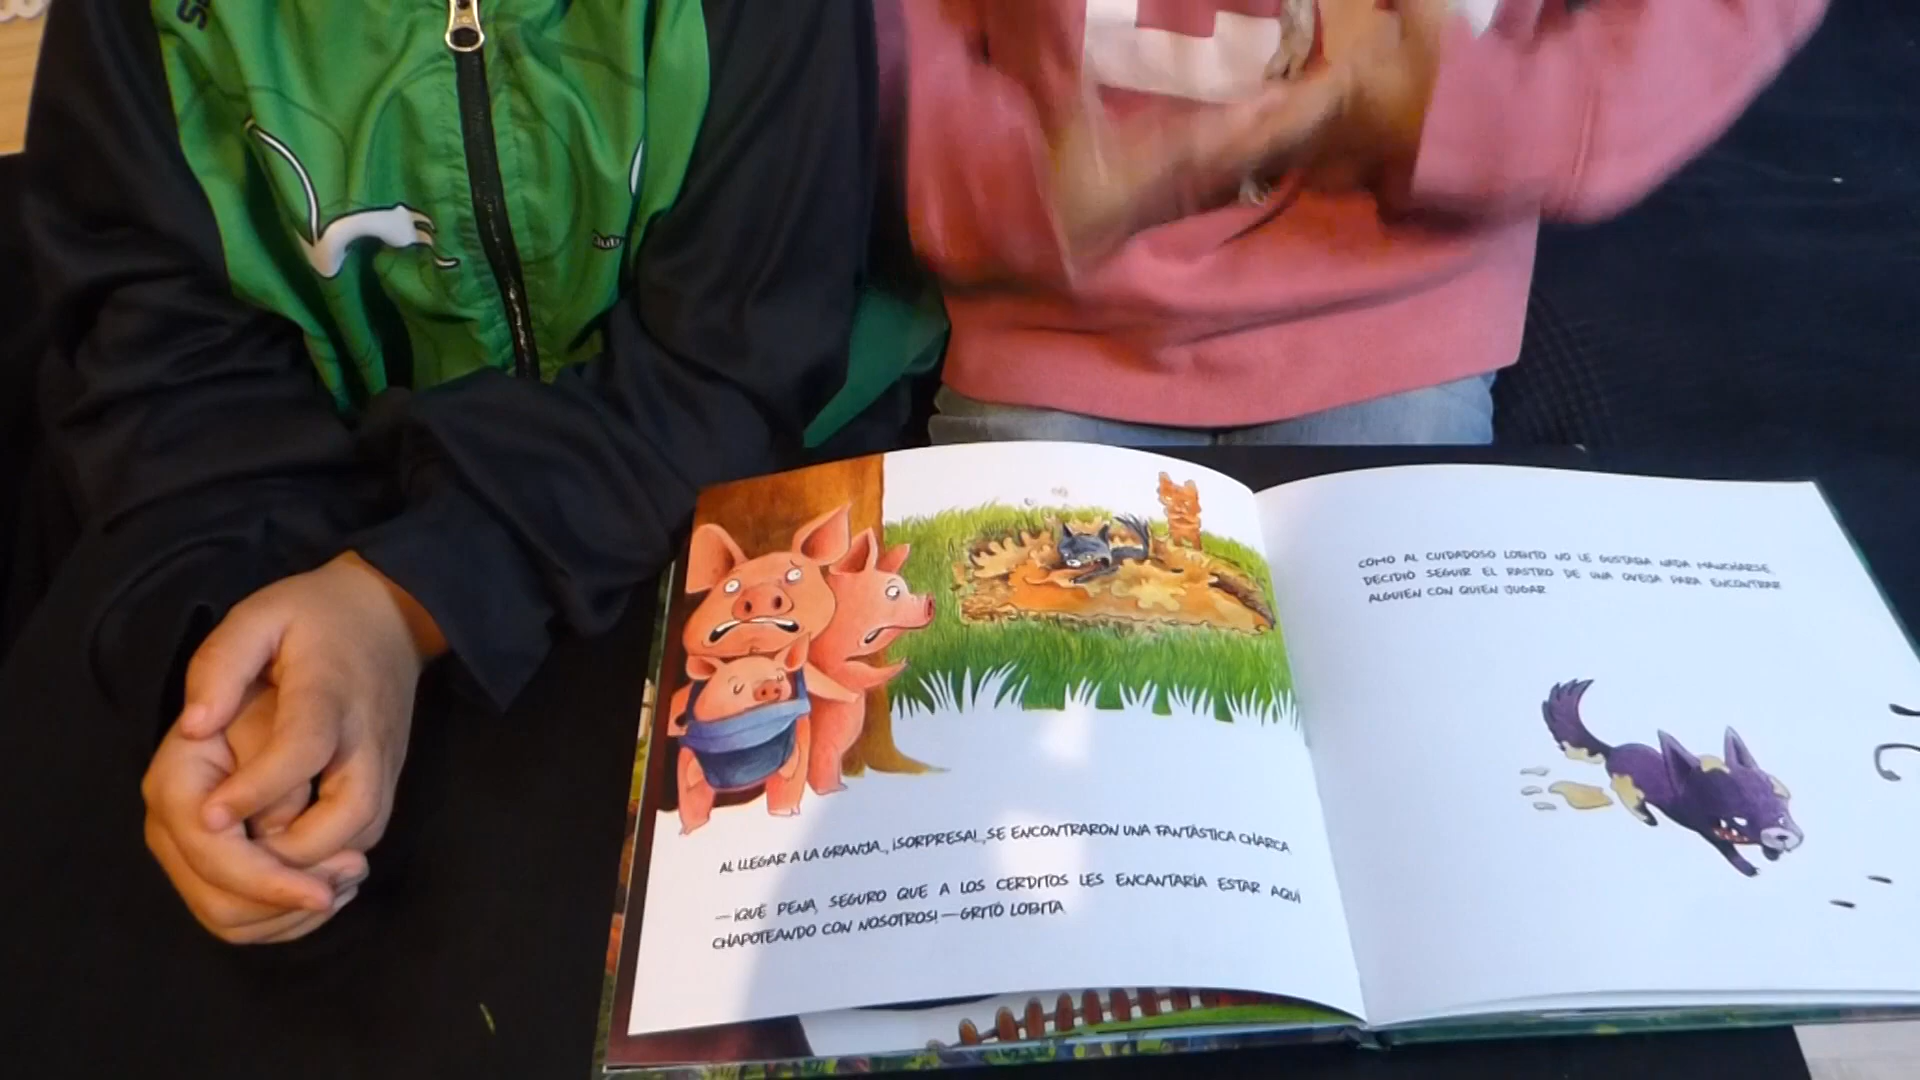 AL LLEGAR A LA GRANJA... ¡SORPRESA!... SE ENCONTRARON UNA FANTÁSTICA CHARCA.
—¡QUÉ PENA, SEGURO QUE A LOS CERDITOS LES ENCANTARÍA ESTAR AQUÍ
CHAPOTEANDO CON NOSOTROS! —GRITÓ LOBITA.
COMO AL CUIDADOSO LOBITO NO LE GUSTABA NADA MANCHARSE,
DECIDIÓ SEGUIR EL RASTRO DE UNA OVEJA PARA ENCONTRAR
ALGUIEN CON QUIEN JUGAR.